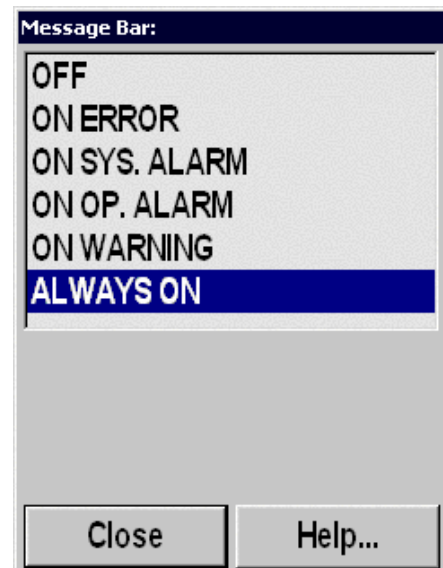 Message Bar:
OFF
ON ERROR
ON SYS. ALARM
ON OP. ALARM
ON WARNING
ALWAYS ON
Close
Help...